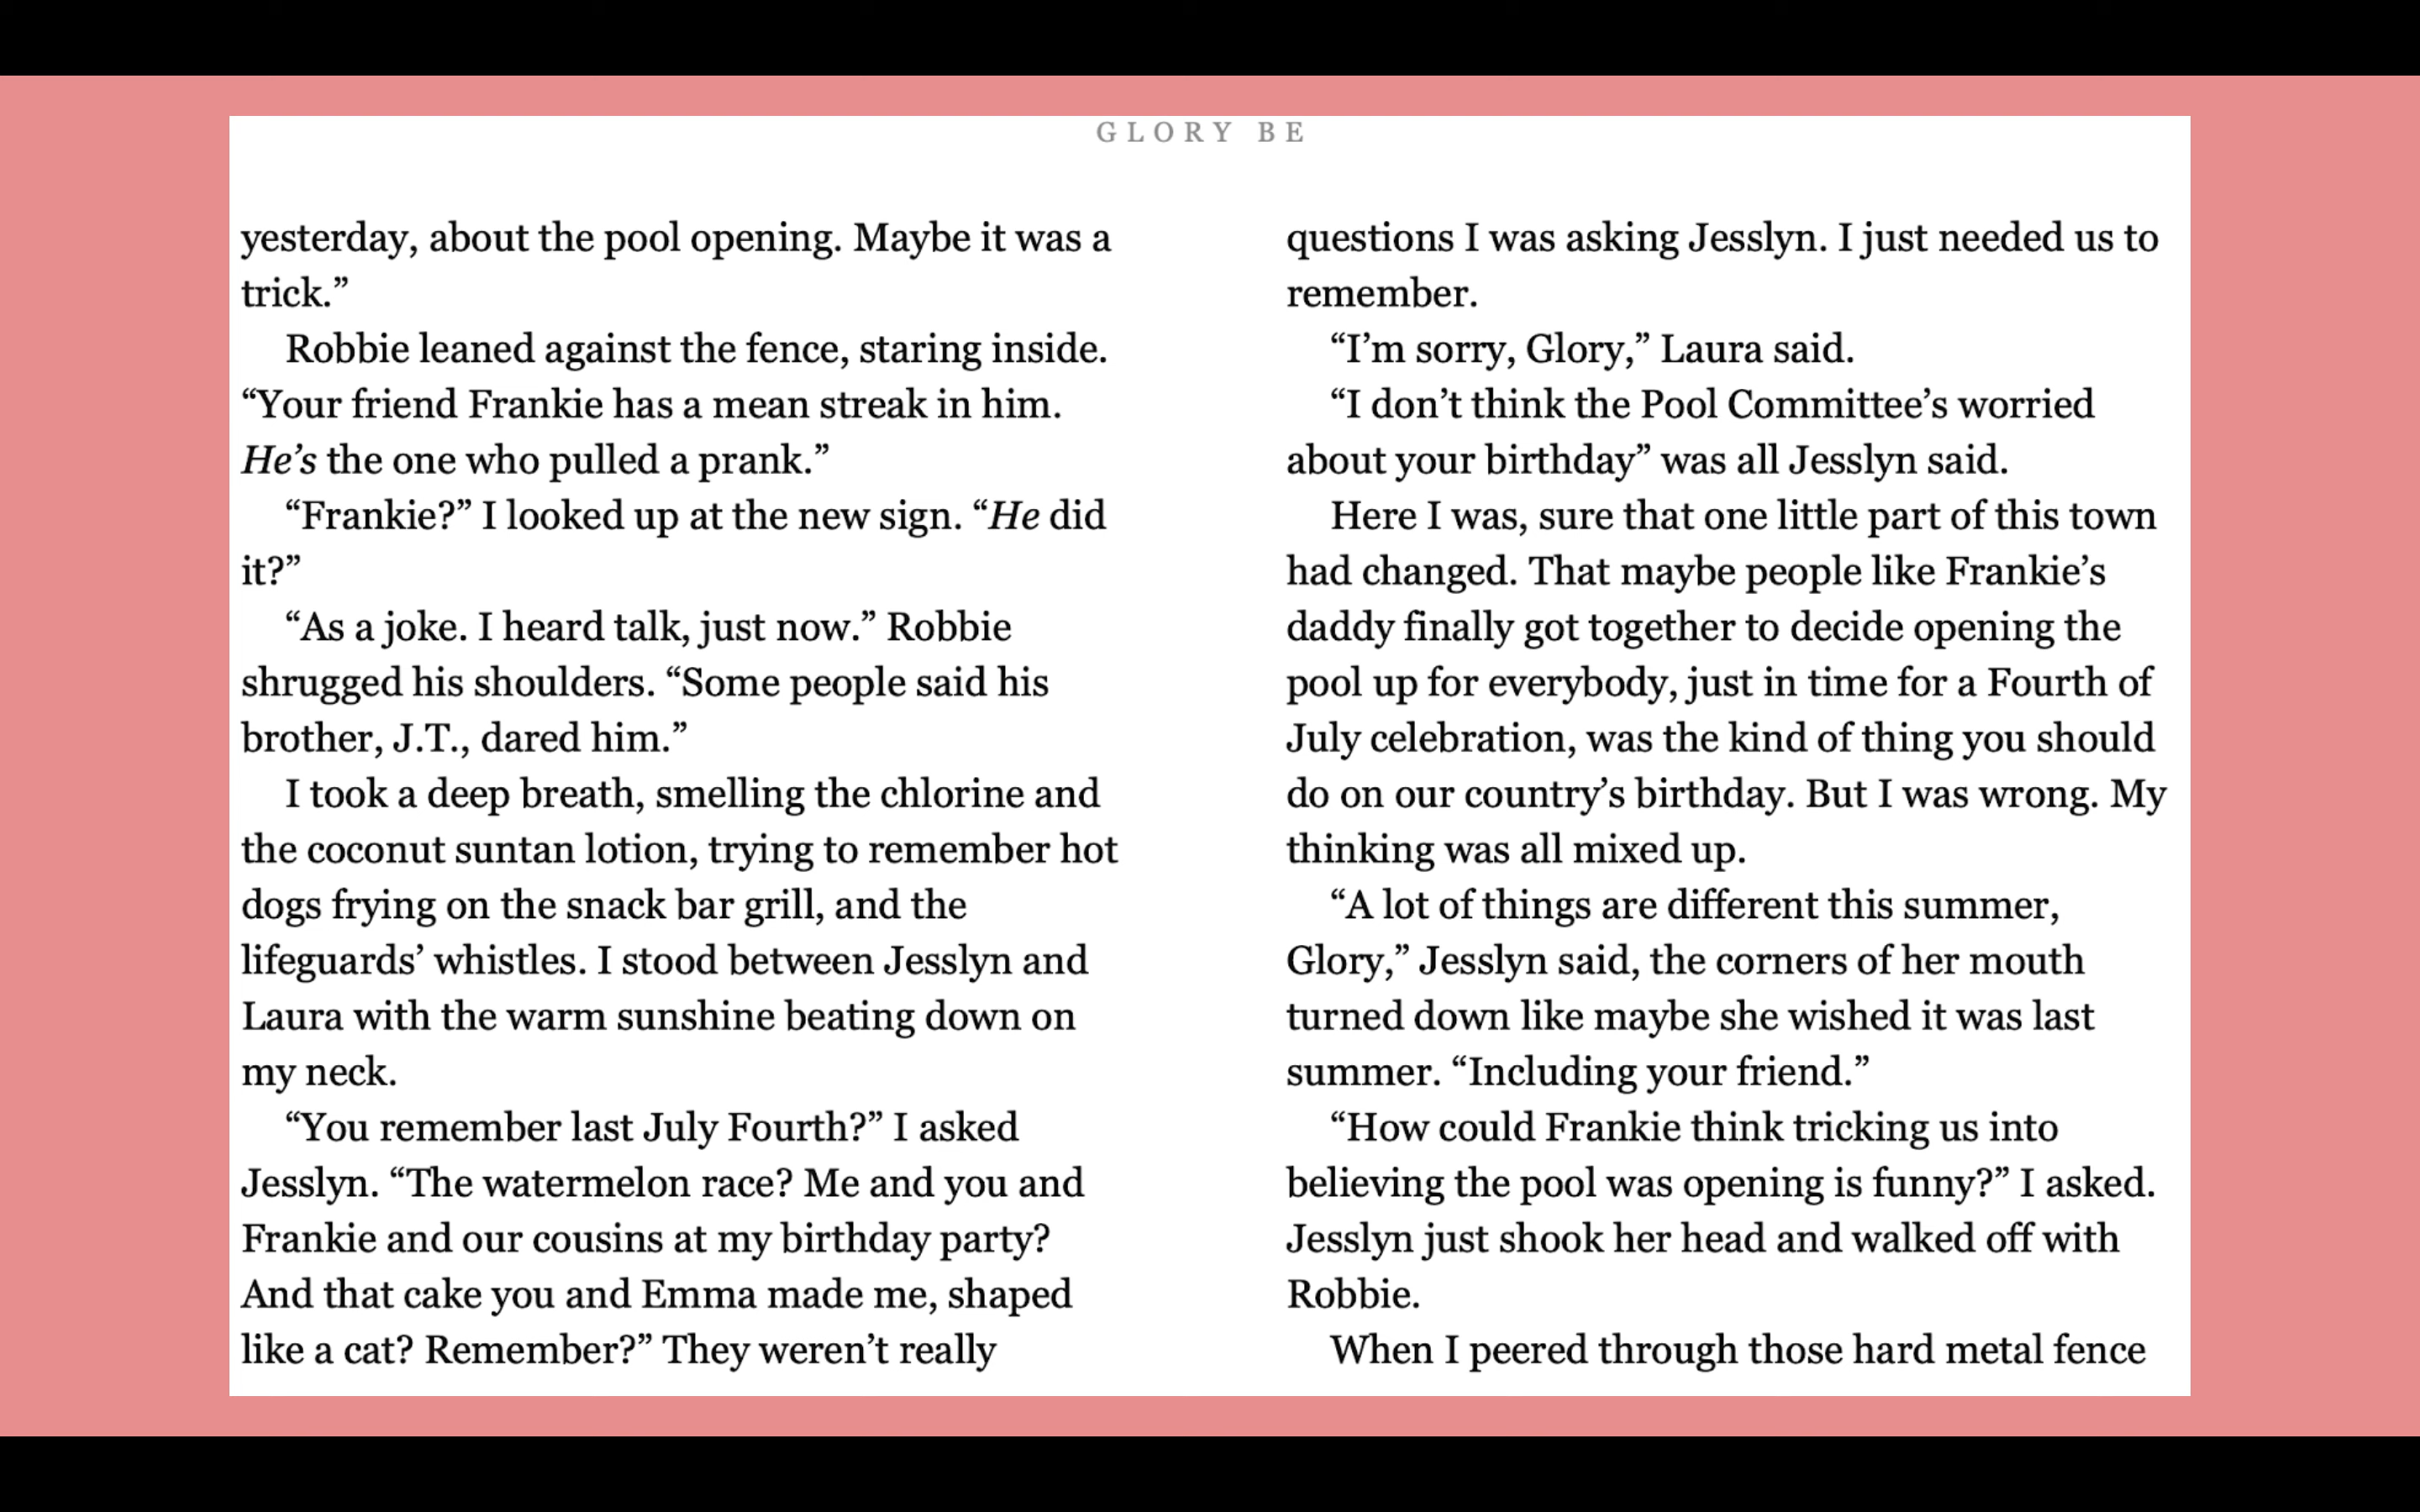 GLORY BE
yesterday, about the pool opening. Maybe it was a
trick.”
Robbie leaned against the fence, staring inside.
“Your friend Frankie has a mean streak in him.
He’s the one who pulled a prank.”
“Frankie?” I looked up at the new sign. “He did
it?”
“As a joke. I heard talk, just now.” Robbie
shrugged his shoulders. “Some people said his
brother, J.T., dared him.”
I took a deep breath, smelling the chlorine and
the coconut suntan lotion, trying to remember hot
dogs frying on the snack bar grill, and the
lifeguards’ whistles. I stood between Jesslyn and
Laura with the warm sunshine beating down on
my neck.
“You remember last July Fourth?” I asked
Jesslyn. “The watermelon race? Me and you and
Frankie and our cousins at my birthday party?
And that cake you and Emma made me, shaped
like a cat? Remember?” They weren’t really
questions I was asking Jesslyn. I just needed us to
remember.
“I’m sorry, Glory,” Laura said.
“I don’t think the Pool Committee’s worried
about your birthday” was all Jesslyn said.
Here I was, sure that one little part of this town
had changed. That maybe people like Frankie’s
daddy finally got together to decide opening the
pool up for everybody, just in time for a Fourth of
July celebration, was the kind of thing you should
do on our country’s birthday. But I was wrong. My
thinking was all mixed up.
“A lot of things are different this summer,
Glory,” Jesslyn said, the corners of her mouth
turned down like maybe she wished it was last
summer. “Including your friend.”
“How could Frankie think tricking us into
believing the pool was opening is funny?” I asked.
Jesslyn just shook her head and walked off with
Robbie.
When I peered through those hard metal fence